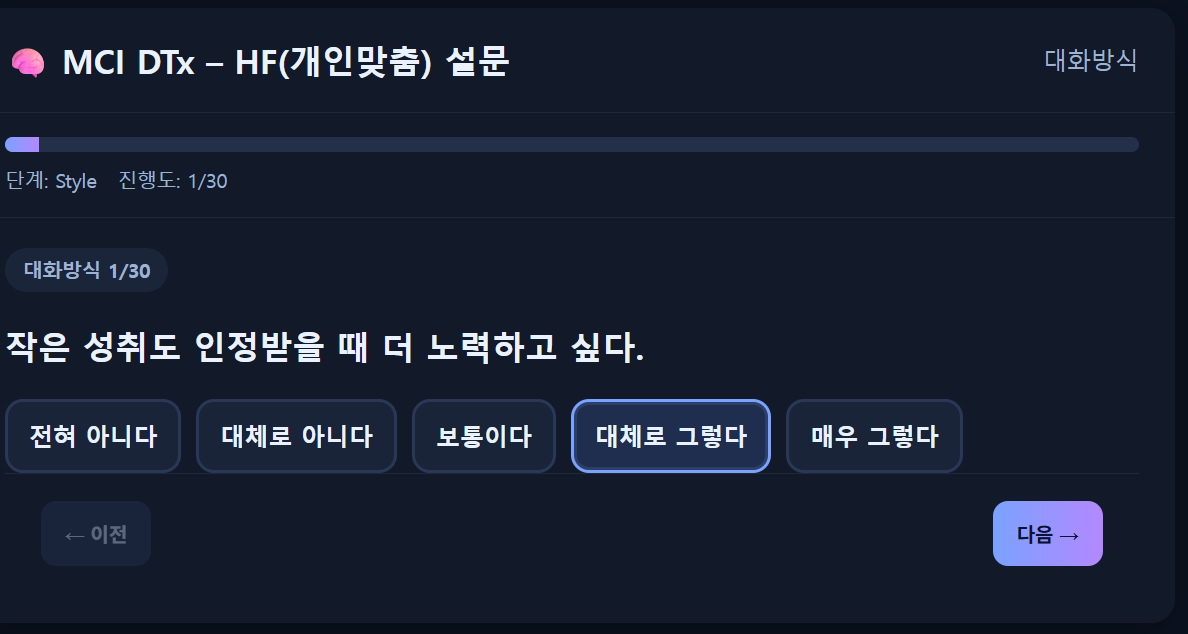 MCI DTx – HF(개인맞춤) 설문
대화방식
단계: Style 진행도: 1/30
대화방식 1/30
작은 성취도 인정받을 때 더 노력하고 싶다.
전혀 아니다 대체로 아니다 보통이다 대체로 그렇다 매우 그렇다
← 이전 다음 →